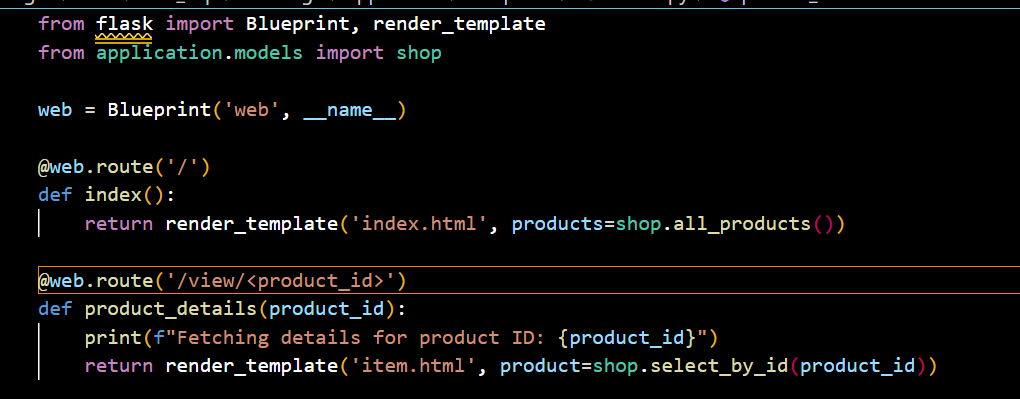 from flask import Blueprint, render_template
from application.models import shop
web = Blueprint('web', __name__)
@web.route('/')
def index():
return render_template('index.html', products=shop.all_products())
@web.route('/view/<product_id>')
def product_details(product_id):
print(f"Fetching details for product ID: {product_id}")
return render_template('item.html', product=shop.select_by_id(product_id))